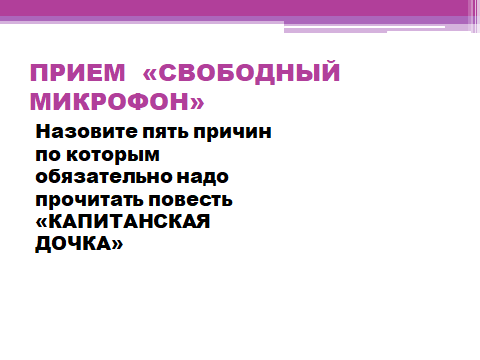 ПРИЕМ «СВОБОДНЫЙ
МИКРОФОН»
Назовите пять причин
по которым
обязательно надо
прочитать повесть
«КАПИТАНСКАЯ
ДОЧКА»